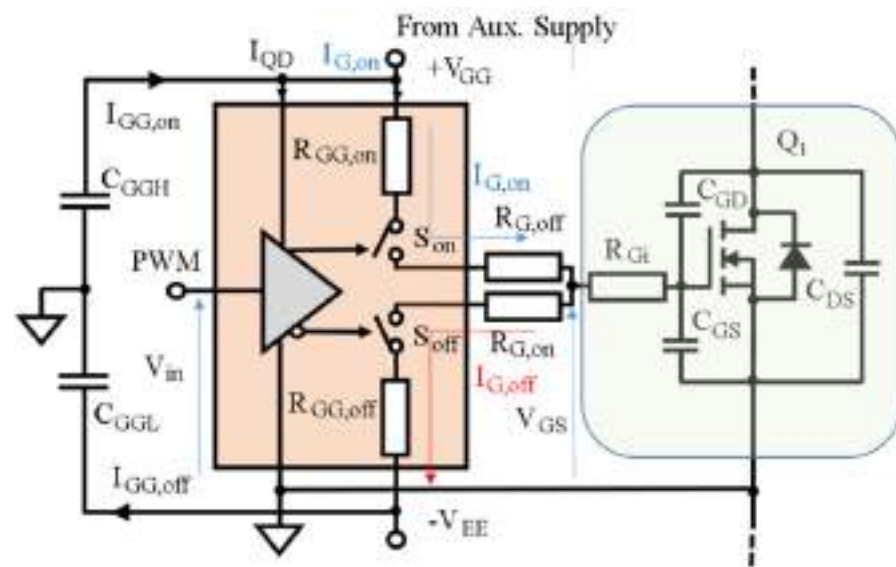 From Aux. Supply
I_QD
I_G,on
+V_GG
I_GG,on
R_GG,on
Q_i
C_GGH
I_G,on
C_GD
R_G,off
PWM
S_on
R_Gi
C_DS
V_in
S_off
R_G,on
C_GS
C_GGL
R_GG,off
I_G,off
V_GS
I_GG,off
-V_EE